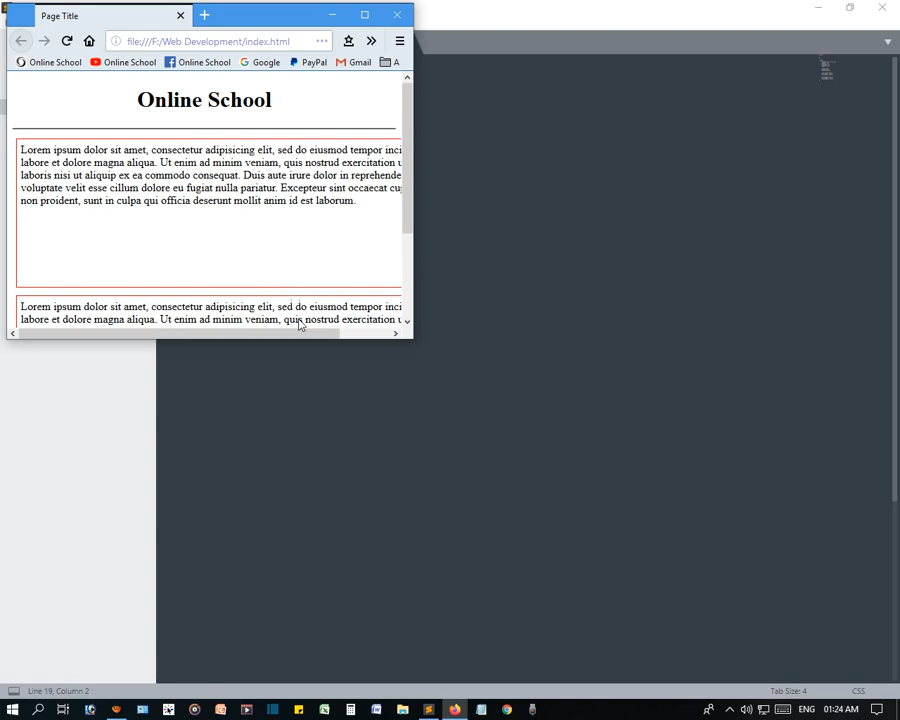 Page Title
file:///F:/Web Development/index.html
Online School
Online School
Online School
Google
PayPal
Gmail
A
Online School
Lorem ipsum dolor sit amet, consectetur adipisicing elit, sed do eiusmod tempor inci
labore et dolore magna aliqua. Ut enim ad minim veniam, quis nostrud exercitation u
laboris nisi ut aliquip ex ea commodo consequat. Duis aute irure dolor in reprehende
voluptate velit esse cillum dolore eu fugiat nulla pariatur. Excepteur sint occaecat cup
non proident, sunt in culpa qui officia deserunt mollit anim id est laborum.
Lorem ipsum dolor sit amet, consectetur adipisicing elit, sed do eiusmod tempor inci
labore et dolore magna aliqua. Ut enim ad minim veniam, quis nostrud exercitation u
Line 19, Column 2
Tab Size: 4
CSS
ENG
01:24 AM